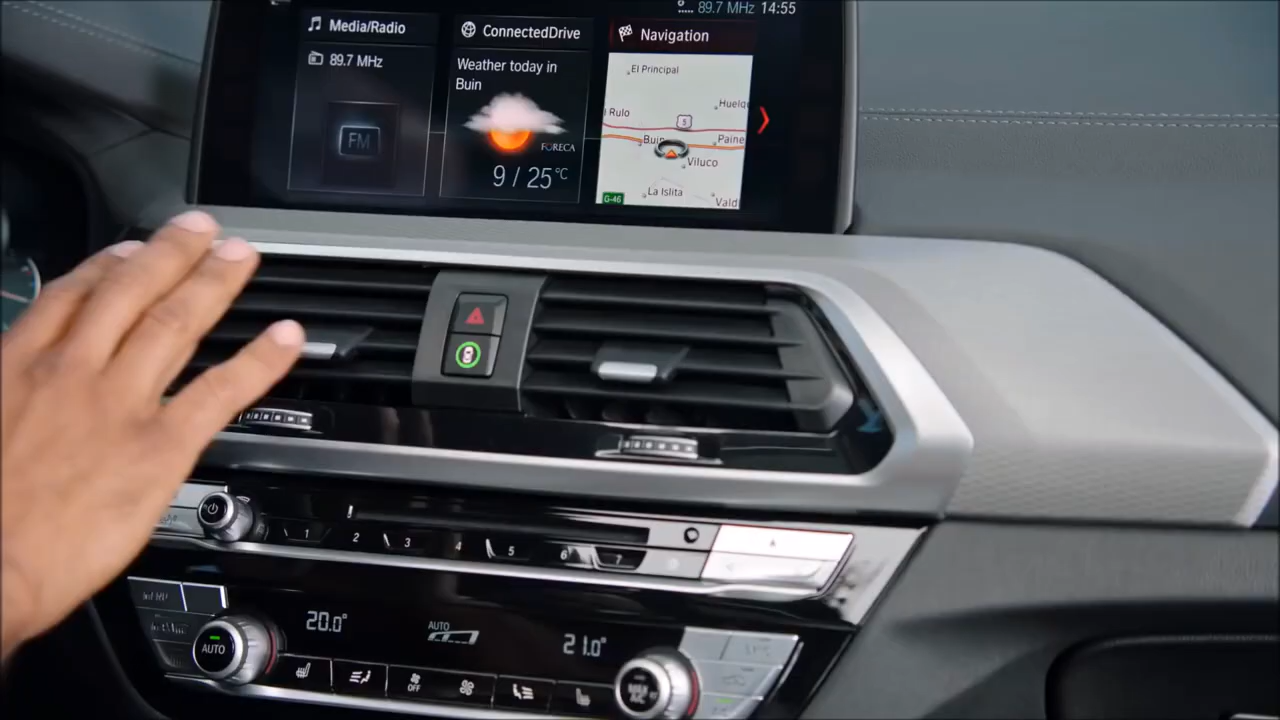 89.7 MHz 14:55
Media/Radio
89.7 MHz
FM
ConnectedDrive
Weather today in
Buin
FORECA
9 / 25°C
Navigation
El Principal
Huelq
Rulo
5
Buin
Paine
Viluco
La Islita
Vald
G-46
1 2 3 4 5 6 7
20.0°
AUTO
21.0°
AUTO
OFF